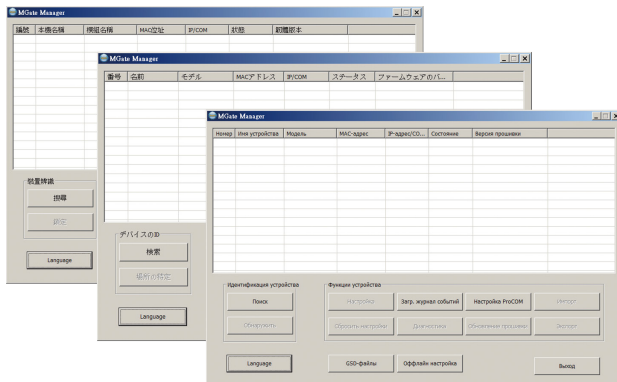 MGate Manager
編號 本機名稱 模組名稱 MAC位址 IP/COM 狀態 韌體版本
裝置辨識
搜尋
鎖定
Language
MGate Manager
番号 名前 モデル MACアドレス IP/COM ステータス ファームウェアのバ...
デバイスのID
検索
場所の特定
Language
MGate Manager
Номер Имя устройства Модель MAC-адрес IP-адрес/CO... Состояние Версия прошивки
Идентификация устройства Функции устройства
Поиск Настройка Загр. журнал событий Настройка ProCOM Импорт
Обнаружить Сбросить настройки Диагностика Обновление прошивки Экспорт
Language GSD-файлы Оффлайн настройка Выход